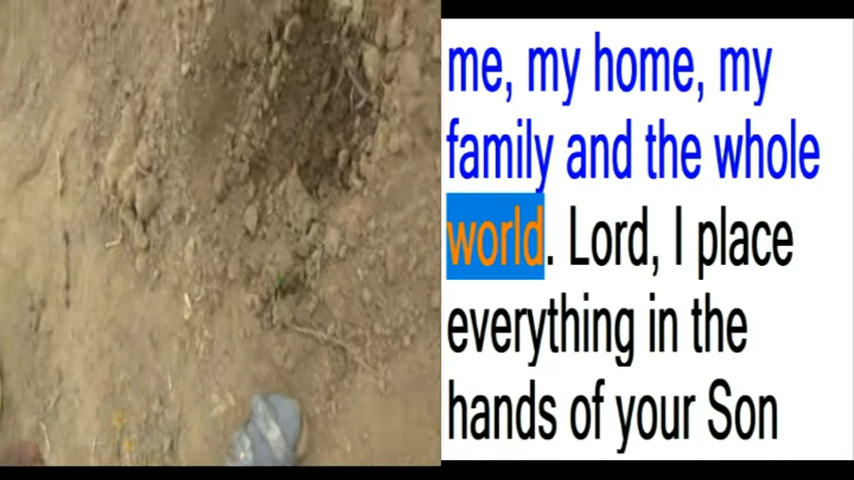 me, my home, my
family and the whole
world. Lord, I place
everything in the
hands of your Son